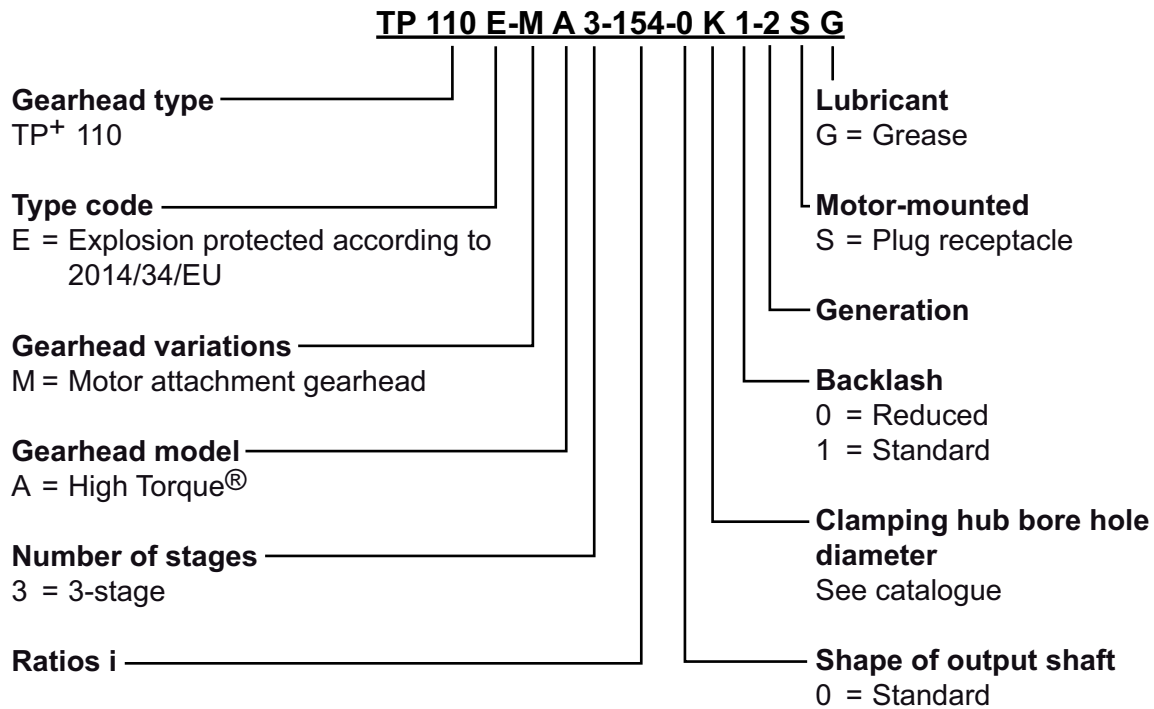 TP 110 E-M A 3-154-0 K 1-2 S G
Gearhead type
TP+ 110
Type code
E = Explosion protected according to
2014/34/EU
Gearhead variations
M = Motor attachment gearhead
Gearhead model
A = High Torque®
Number of stages
3 = 3-stage
Ratios i
Lubricant
G = Grease
Motor-mounted
S = Plug receptacle
Generation
Backlash
0 = Reduced
1 = Standard
Clamping hub bore hole
diameter
See catalogue
Shape of output shaft
0 = Standard